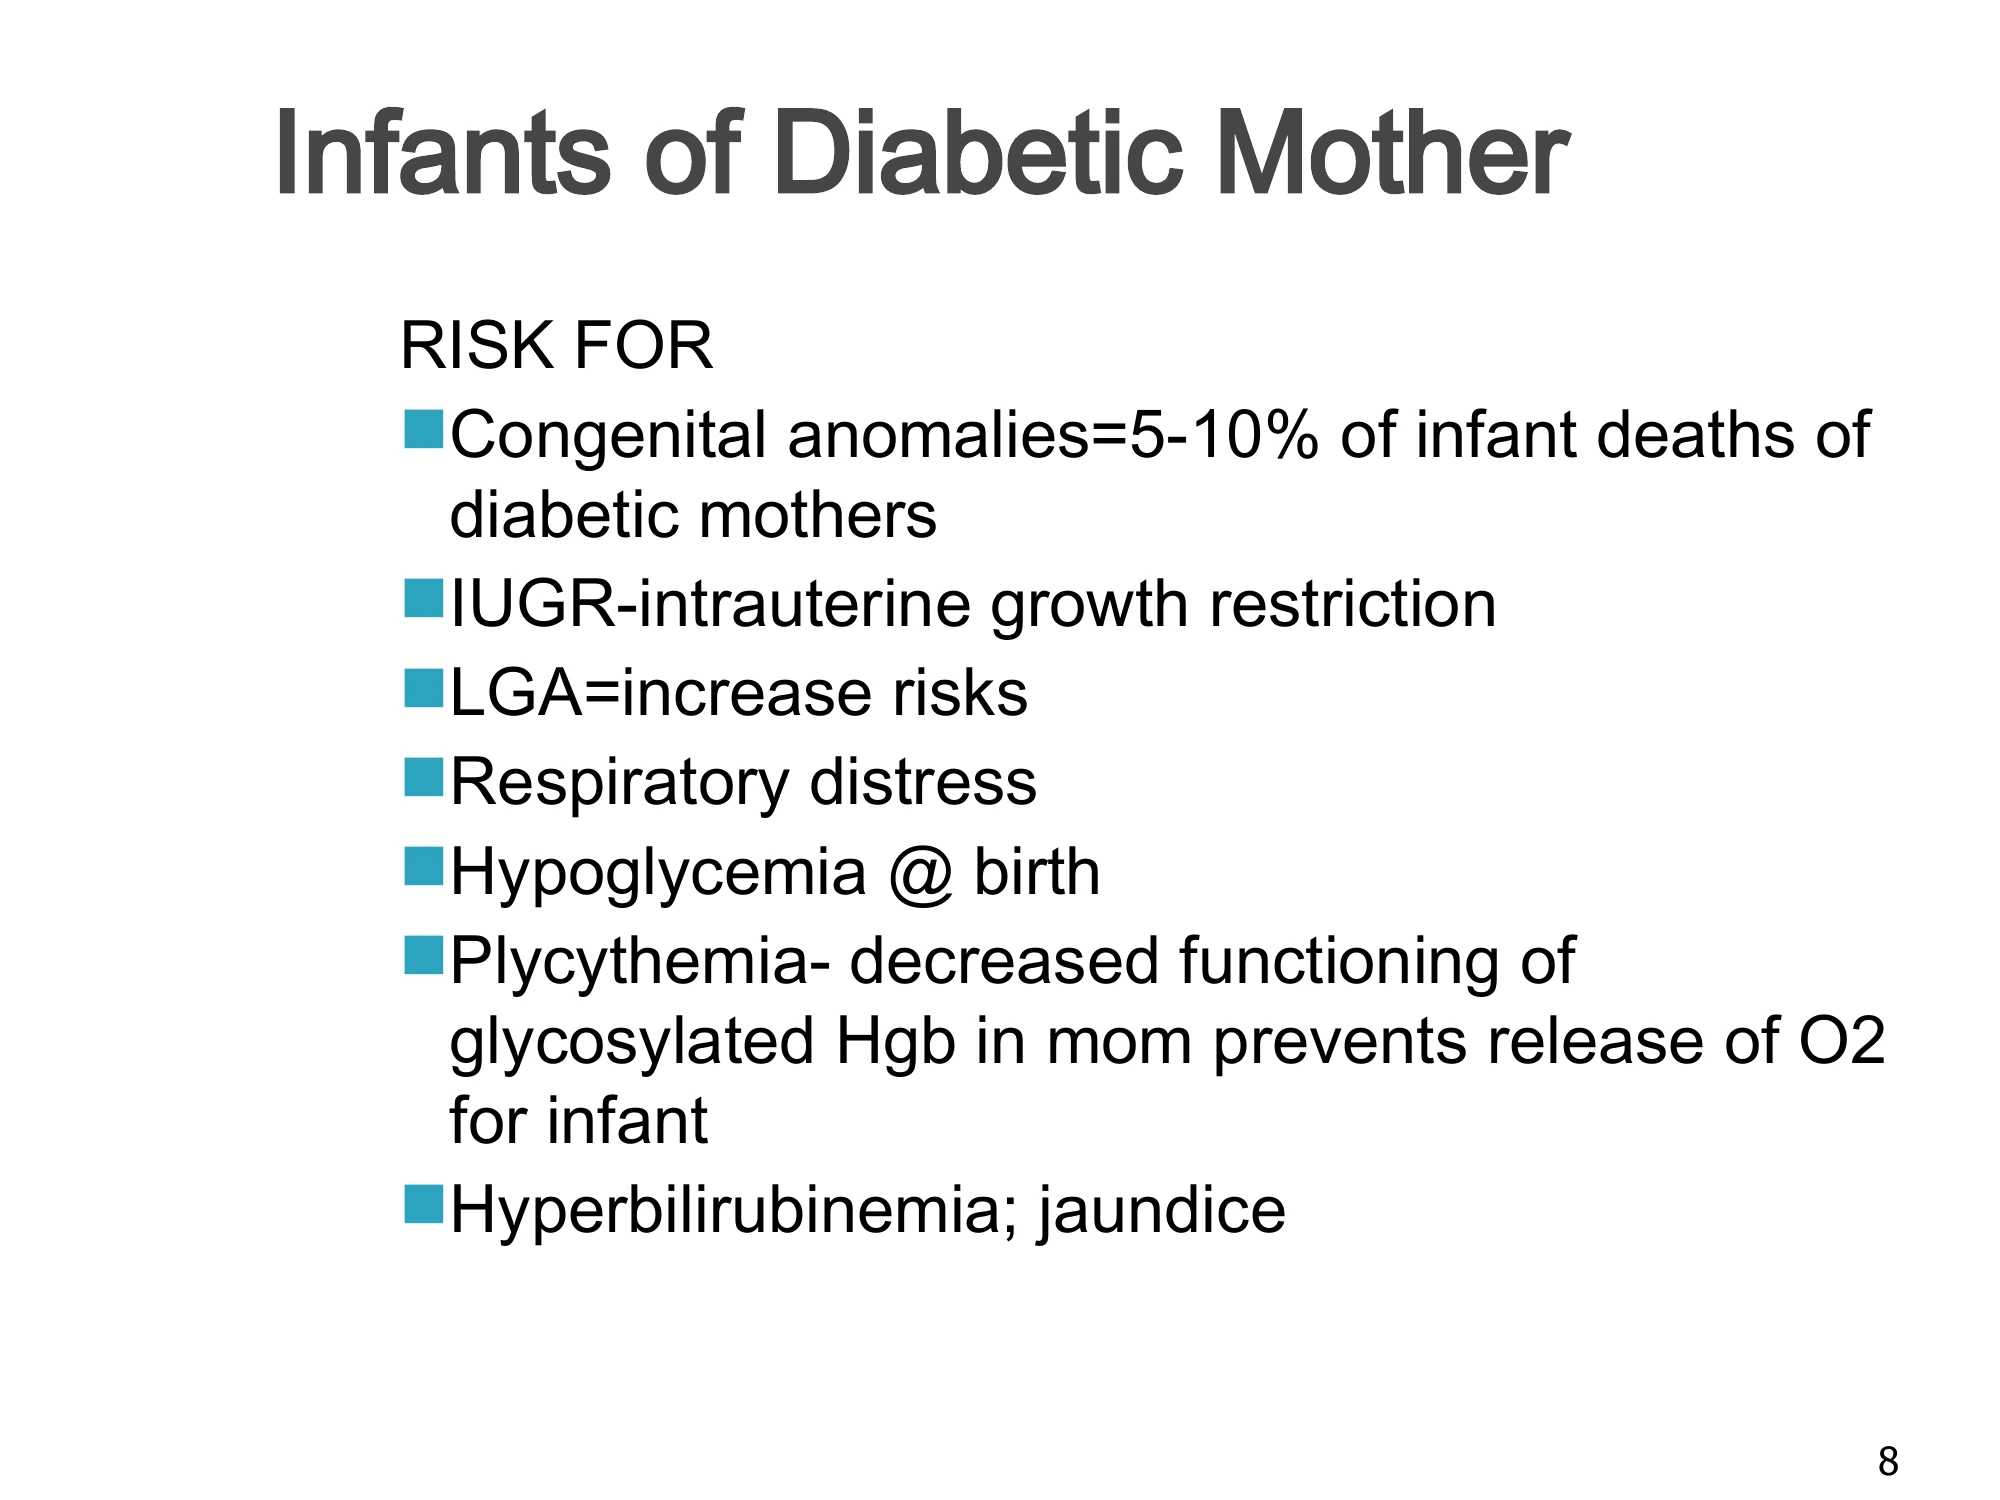 Infants of Diabetic Mother
RISK FOR
Congenital anomalies=5-10% of infant deaths of
diabetic mothers
IUGR-intrauterine growth restriction
LGA=increase risks
Respiratory distress
Hypoglycemia @ birth
Plycythemia- decreased functioning of
glycosylated Hgb in mom prevents release of O2
for infant
Hyperbilirubinemia; jaundice
8